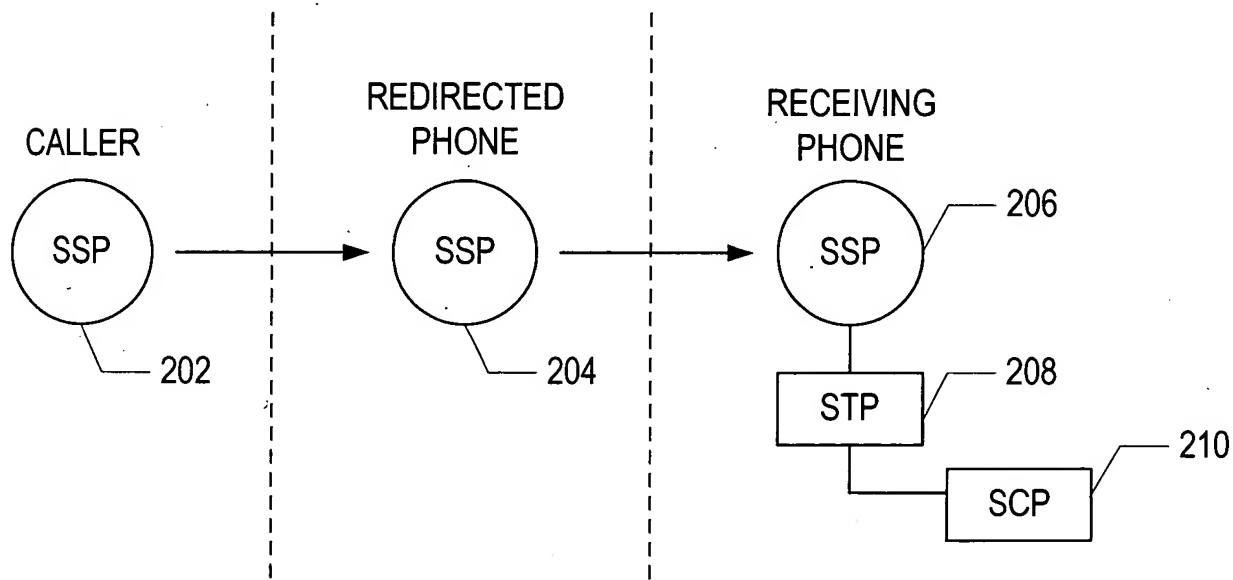 CALLER
SSP
202
REDIRECTED
PHONE
SSP
204
RECEIVING
PHONE
SSP
206
STP
208
SCP
210